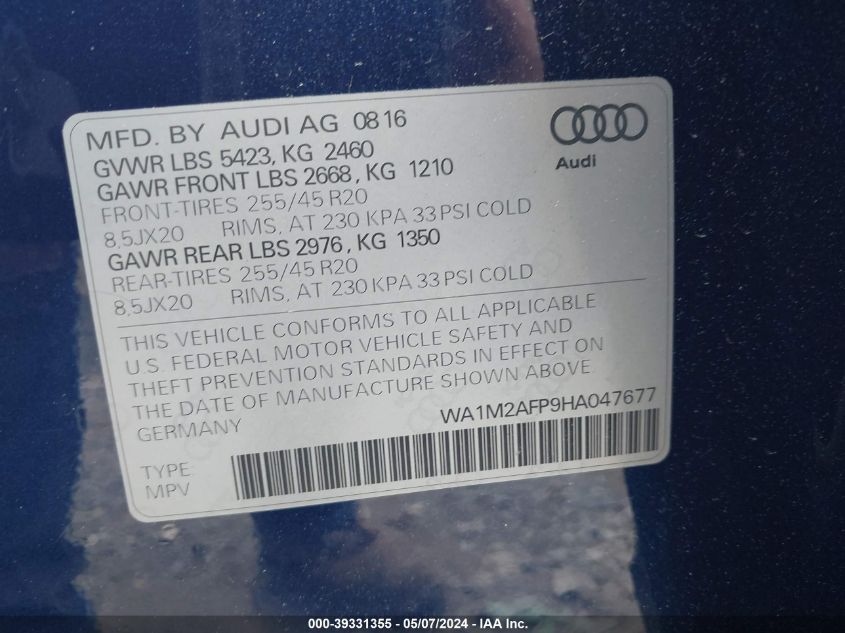 MFD. BY AUDI AG 0816
GVWR LBS 5423, KG 2460
GAWR FRONT LBS 2668, KG 1210
FRONT-TIRES 255/45 R20
8,5JX20 RIMS, AT 230 KPA 33 PSI COLD
GAWR REAR LBS 2976, KG 1350
REAR-TIRES 255/45 R20
8,5JX20 RIMS, AT 230 KPA 33 PSI COLD
Audi
THIS VEHICLE CONFORMS TO ALL APPLICABLE
U.S. FEDERAL MOTOR VEHICLE SAFETY AND
THEFT PREVENTION STANDARDS IN EFFECT ON
THE DATE OF MANUFACTURE SHOWN ABOVE.
GERMANY
WA1M2AFP9HA047677
TYPE:
MPV
000-39331355 - 05/07/2024 - IAA Inc.